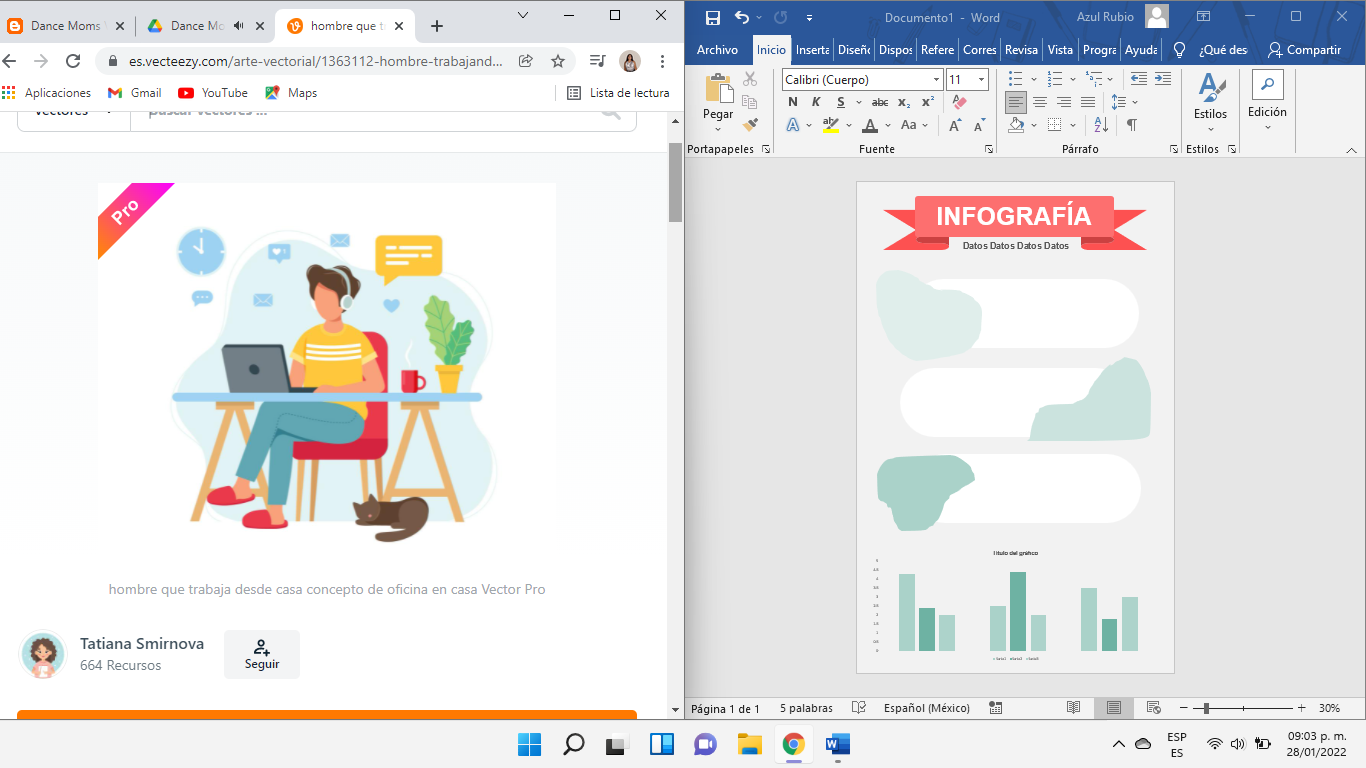 Dance Moms
Dance Mo
hombre que t
es.vecteezy.com/arte-vectorial/1363112-hombre-trabajand...
Aplicaciones
Gmail
YouTube
Maps
Lista de lectura
Pro
hombre que trabaja desde casa concepto de oficina en casa Vector Pro
Tatiana Smirnova
664 Recursos
Seguir
Documento1 - Word
Azul Rubio
Archivo
Inicio
Inserta
Diseñ
Dispos
Refere
Corres
Revisa
Vista
Progra
Ayuda
¿Qué des
Compartir
Pegar
Calibri (Cuerpo)
11
N K S abc x₂ x²
A
A
Aa
A
A
Estilos
Edición
Portapapeles
Fuente
Párrafo
Estilos
INFOGRAFÍA
Datos Datos Datos Datos
Título del gráfico
Página 1 de 1
5 palabras
Español (México)
30%
ESP
ES
09:03 p. m.
28/01/2022